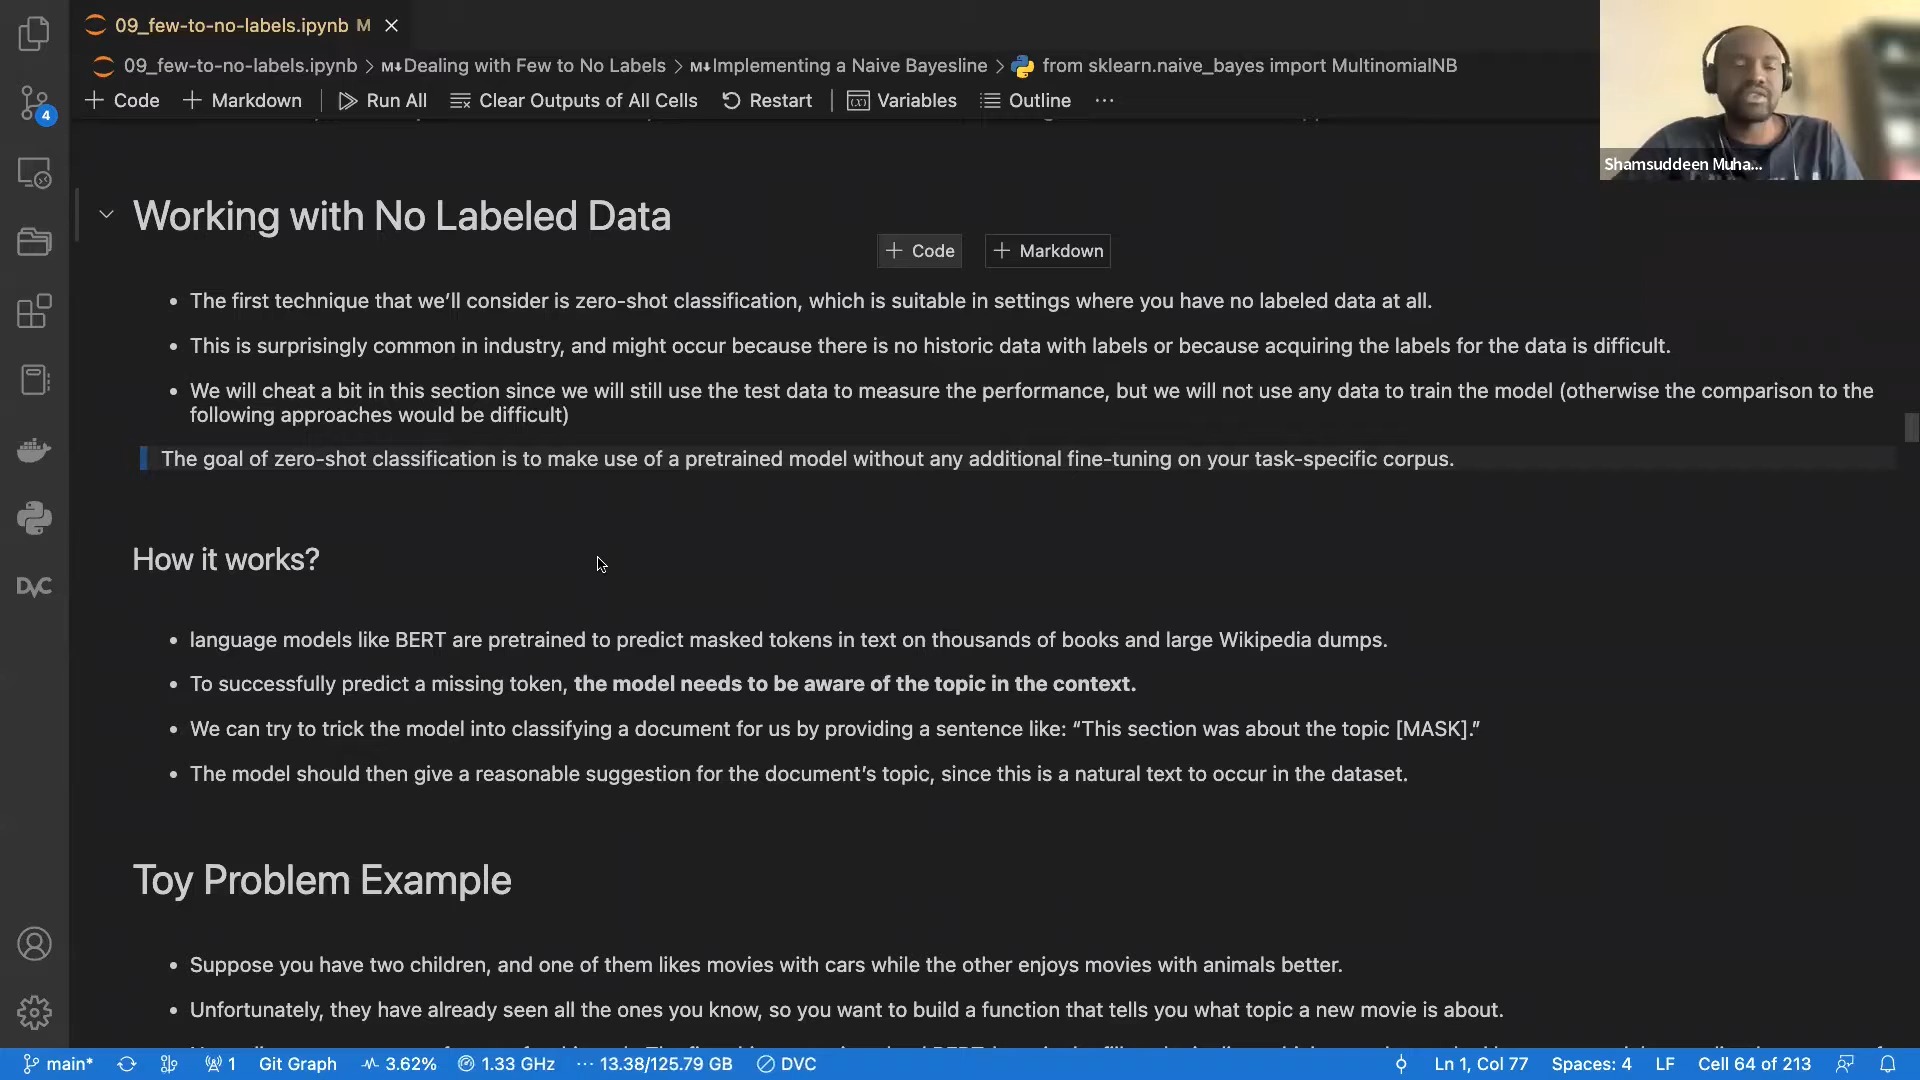 09_few-to-no-labels.ipynb M
09_few-to-no-labels.ipynb > M↓Dealing with Few to No Labels > M↓Implementing a Naive Bayesline > from sklearn.naive_bayes import MultinomialNB
+ Code + Markdown Run All Clear Outputs of All Cells Restart Variables Outline ...
Shamsuddeen Muha...
4
Working with No Labeled Data
+ Code + Markdown
• The first technique that we’ll consider is zero-shot classification, which is suitable in settings where you have no labeled data at all.
• This is surprisingly common in industry, and might occur because there is no historic data with labels or because acquiring the labels for the data is difficult.
• We will cheat a bit in this section since we will still use the test data to measure the performance, but we will not use any data to train the model (otherwise the comparison to the
following approaches would be difficult)
The goal of zero-shot classification is to make use of a pretrained model without any additional fine-tuning on your task-specific corpus.
How it works?
DVC
• language models like BERT are pretrained to predict masked tokens in text on thousands of books and large Wikipedia dumps.
• To successfully predict a missing token, the model needs to be aware of the topic in the context.
• We can try to trick the model into classifying a document for us by providing a sentence like: “This section was about the topic [MASK].”
• The model should then give a reasonable suggestion for the document’s topic, since this is a natural text to occur in the dataset.
Toy Problem Example
• Suppose you have two children, and one of them likes movies with cars while the other enjoys movies with animals better.
• Unfortunately, they have already seen all the ones you know, so you want to build a function that tells you what topic a new movie is about.
main* 1 Git Graph 3.62% 1.33 GHz ... 13.38/125.79 GB DVC Ln 1, Col 77 Spaces: 4 LF Cell 64 of 213